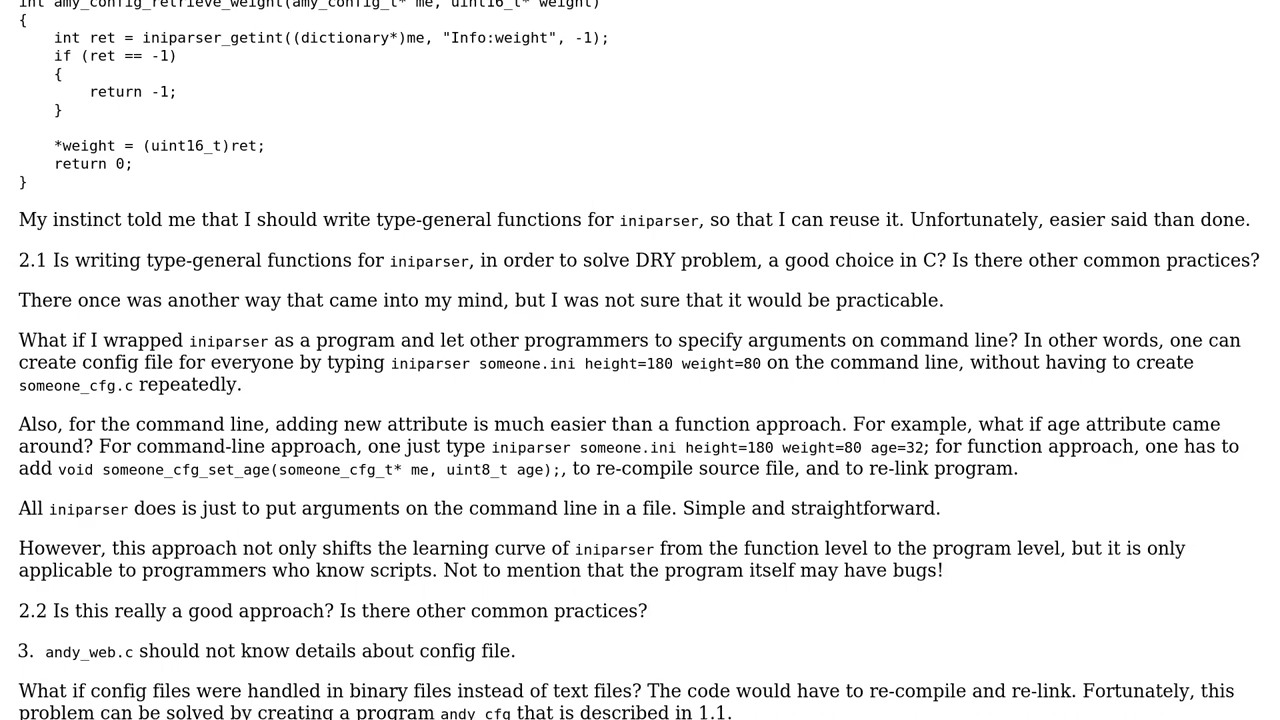 int amy_config_retrieve_weight(amy_config_t* me, uint16_t* weight)
{
    int ret = iniparser_getint((dictionary*)me, "Info:weight", -1);
    if (ret == -1)
    {
        return -1;
    }

    *weight = (uint16_t)ret;
    return 0;
}
My instinct told me that I should write type-general functions for iniparser, so that I can reuse it. Unfortunately, easier said than done.
2.1 Is writing type-general functions for iniparser, in order to solve DRY problem, a good choice in C? Is there other common practices?
There once was another way that came into my mind, but I was not sure that it would be practicable.
What if I wrapped iniparser as a program and let other programmers to specify arguments on command line? In other words, one can
create config file for everyone by typing iniparser someone.ini height=180 weight=80 on the command line, without having to create
someone_cfg.c repeatedly.
Also, for the command line, adding new attribute is much easier than a function approach. For example, what if age attribute came
around? For command-line approach, one just type iniparser someone.ini height=180 weight=80 age=32; for function approach, one has to
add void someone_cfg_set_age(someone_cfg_t* me, uint8_t age);, to re-compile source file, and to re-link program.
All iniparser does is just to put arguments on the command line in a file. Simple and straightforward.
However, this approach not only shifts the learning curve of iniparser from the function level to the program level, but it is only
applicable to programmers who know scripts. Not to mention that the program itself may have bugs!
2.2 Is this really a good approach? Is there other common practices?
3. andy_web.c should not know details about config file.
What if config files were handled in binary files instead of text files? The code would have to re-compile and re-link. Fortunately, this
problem can be solved by creating a program andy_cfg that is described in 1.1.